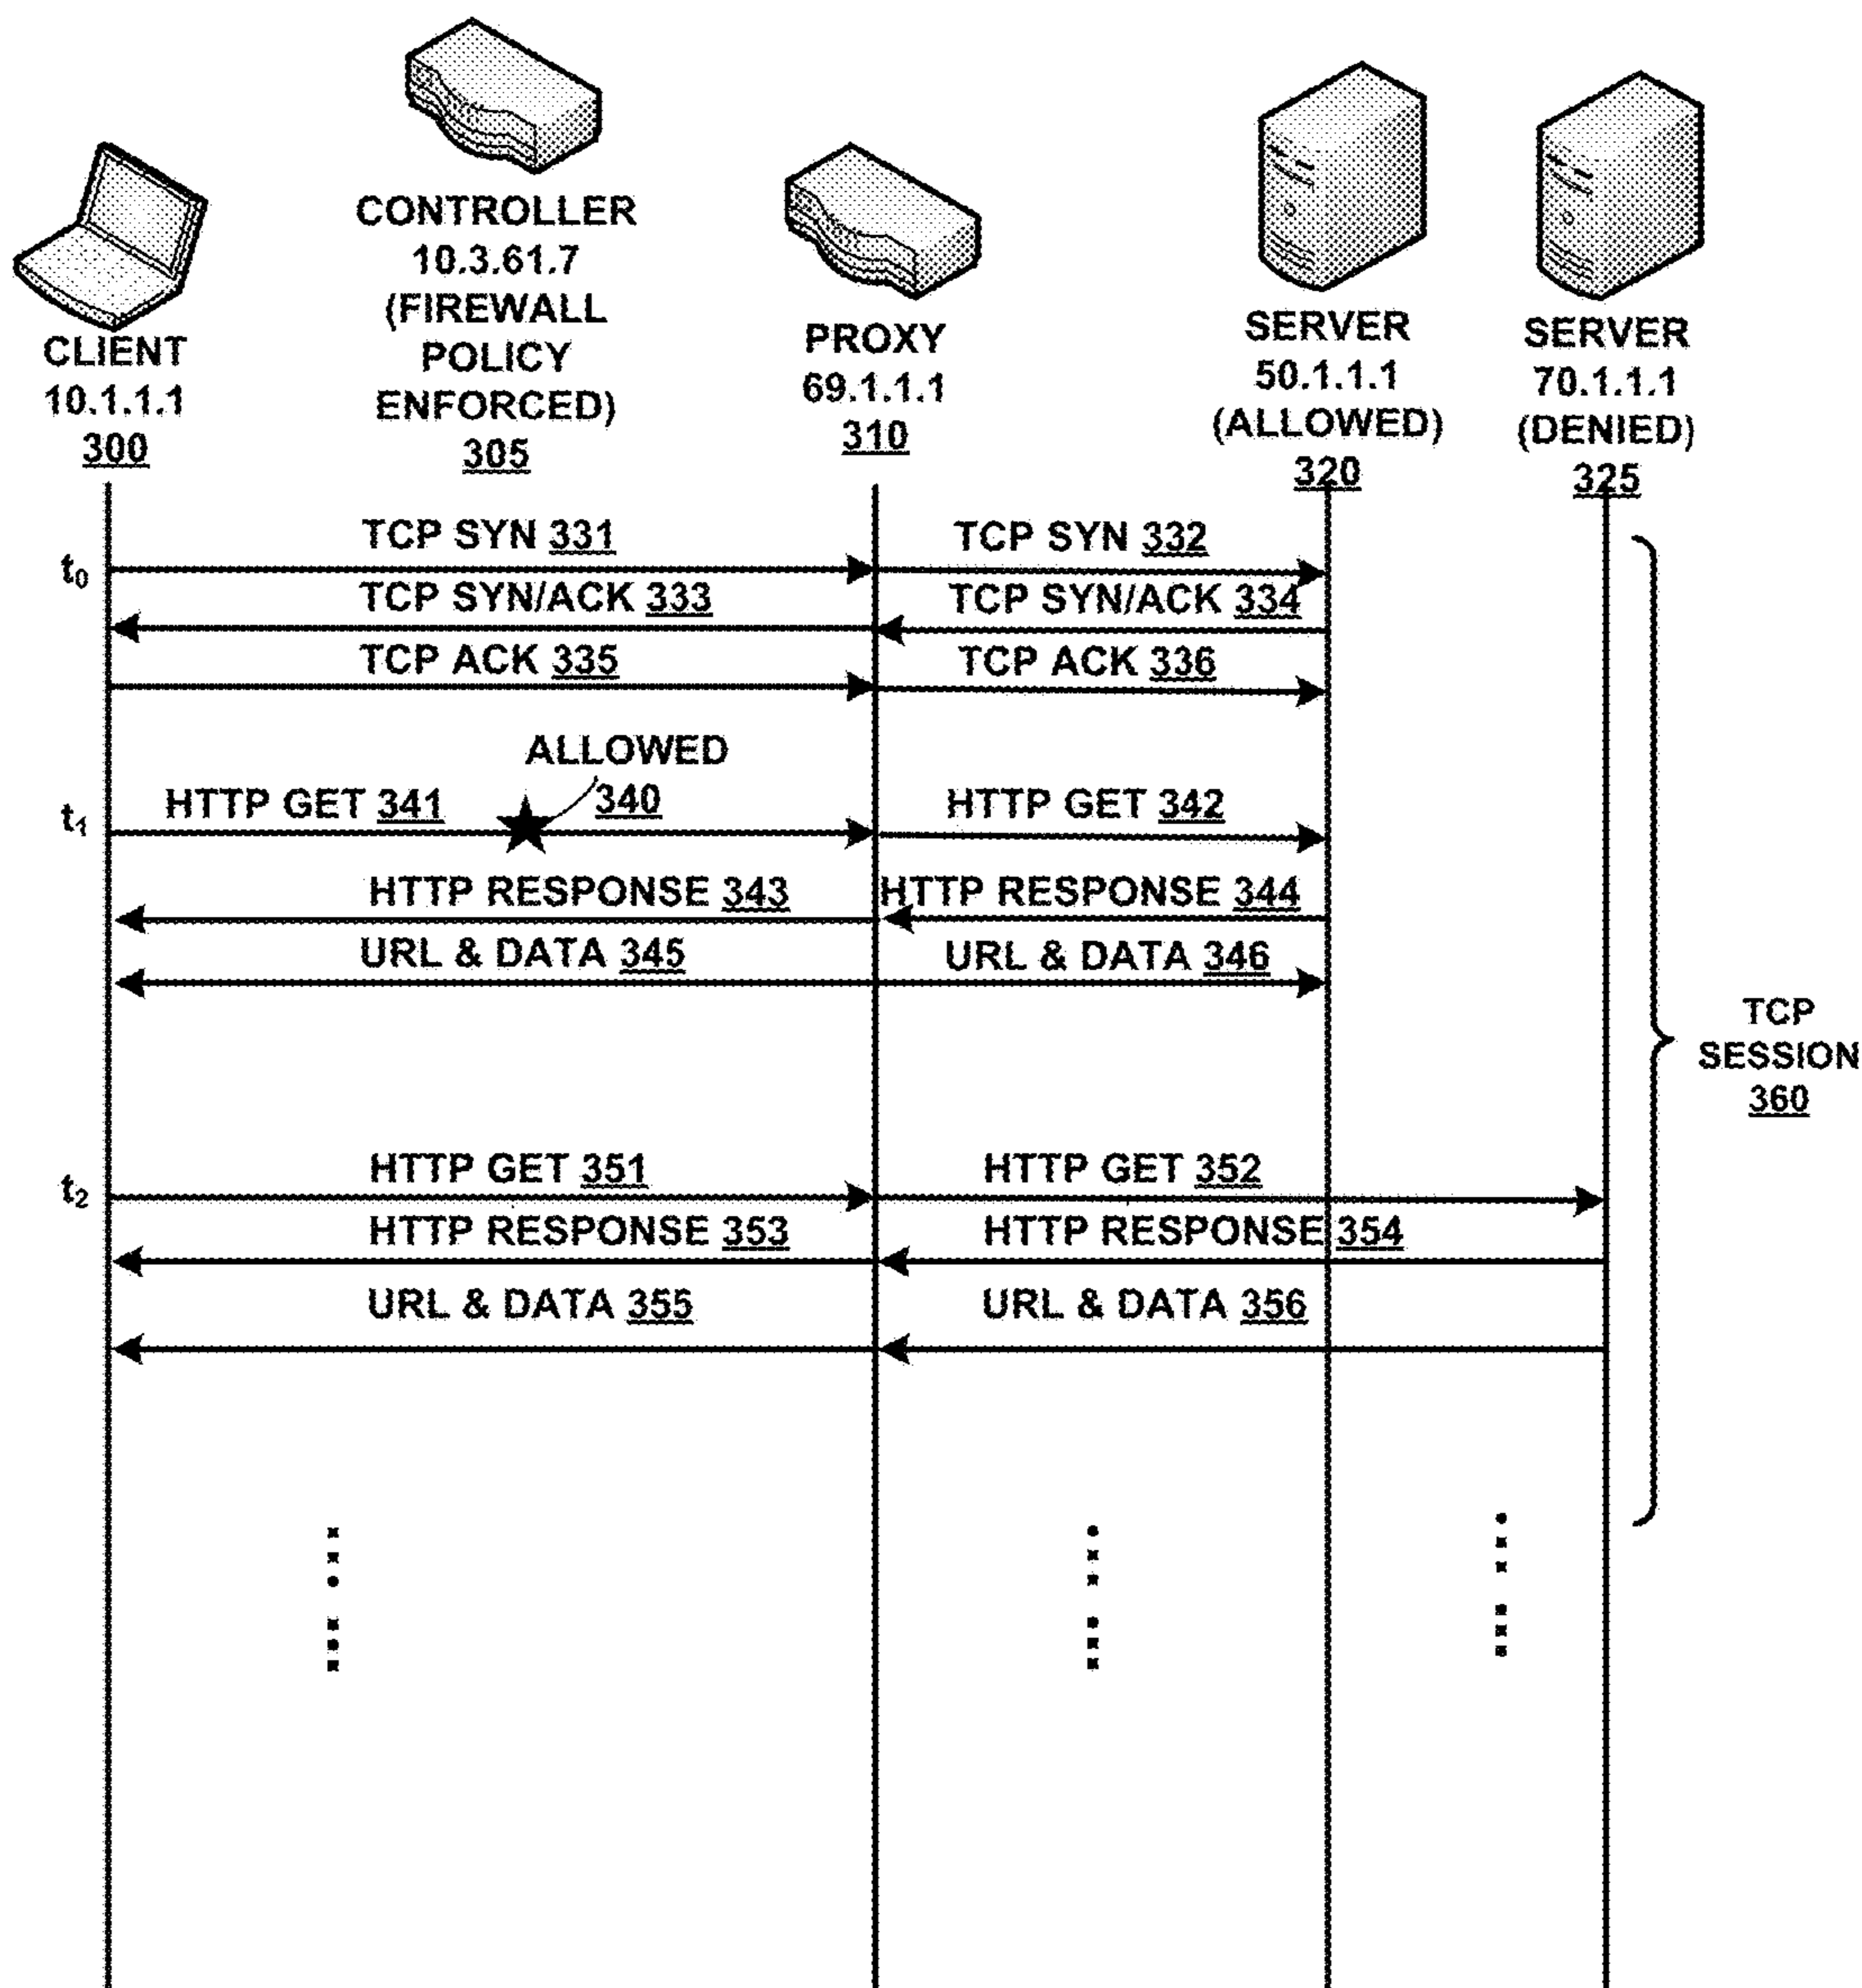 CLIENT
10.1.1.1
300
CONTROLLER
10.3.61.7
(FIREWALL
POLICY
ENFORCED)
305
PROXY
69.1.1.1
310
SERVER
50.1.1.1
(ALLOWED)
320
SERVER
70.1.1.1
(DENIED)
325
t0
TCP SYN 331
TCP SYN 332
TCP SYN/ACK 333
TCP SYN/ACK 334
TCP ACK 335
TCP ACK 336
ALLOWED
340
t1
HTTP GET 341
HTTP GET 342
HTTP RESPONSE 343
HTTP RESPONSE 344
URL & DATA 345
URL & DATA 346
TCP
SESSION
360
t2
HTTP GET 351
HTTP GET 352
HTTP RESPONSE 353
HTTP RESPONSE 354
URL & DATA 355
URL & DATA 356